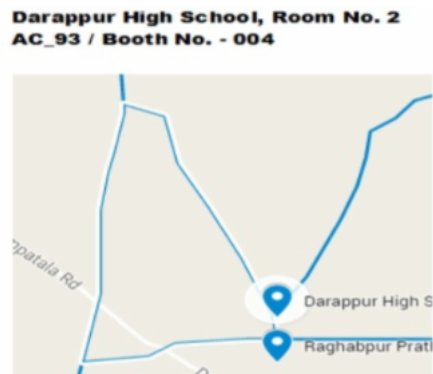 Darappur High School, Room No. 2
AC_93 / Booth No. - 004
Darappur High S
Raghabpur Prat